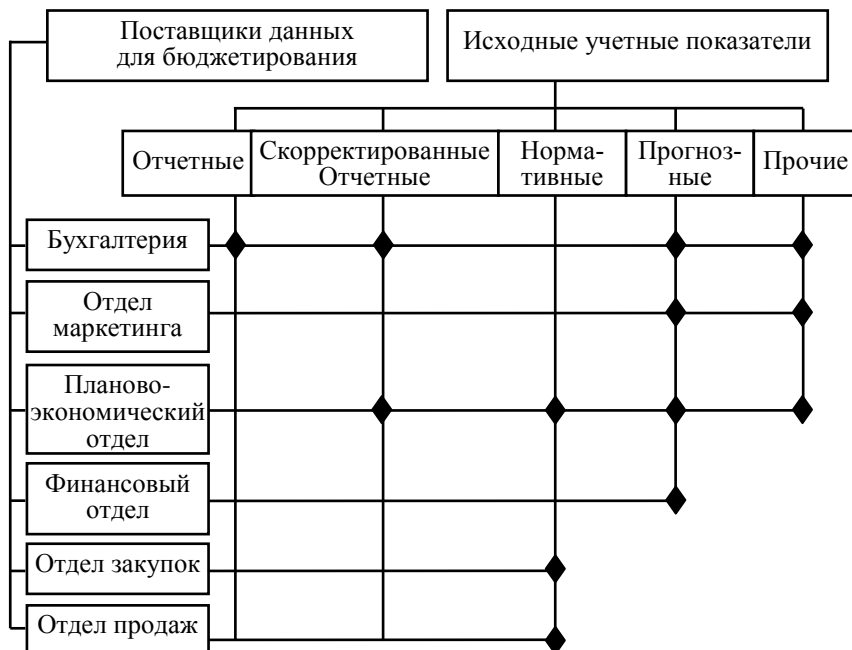 Поставщики данных
для бюджетирования
Исходные учетные показатели
Отчетные
Скорректированные
Отчетные
Норма-
тивные
Прогноз-
ные
Прочие
Бухгалтерия
Отдел
маркетинга
Планово-
экономический
отдел
Финансовый
отдел
Отдел закупок
Отдел продаж